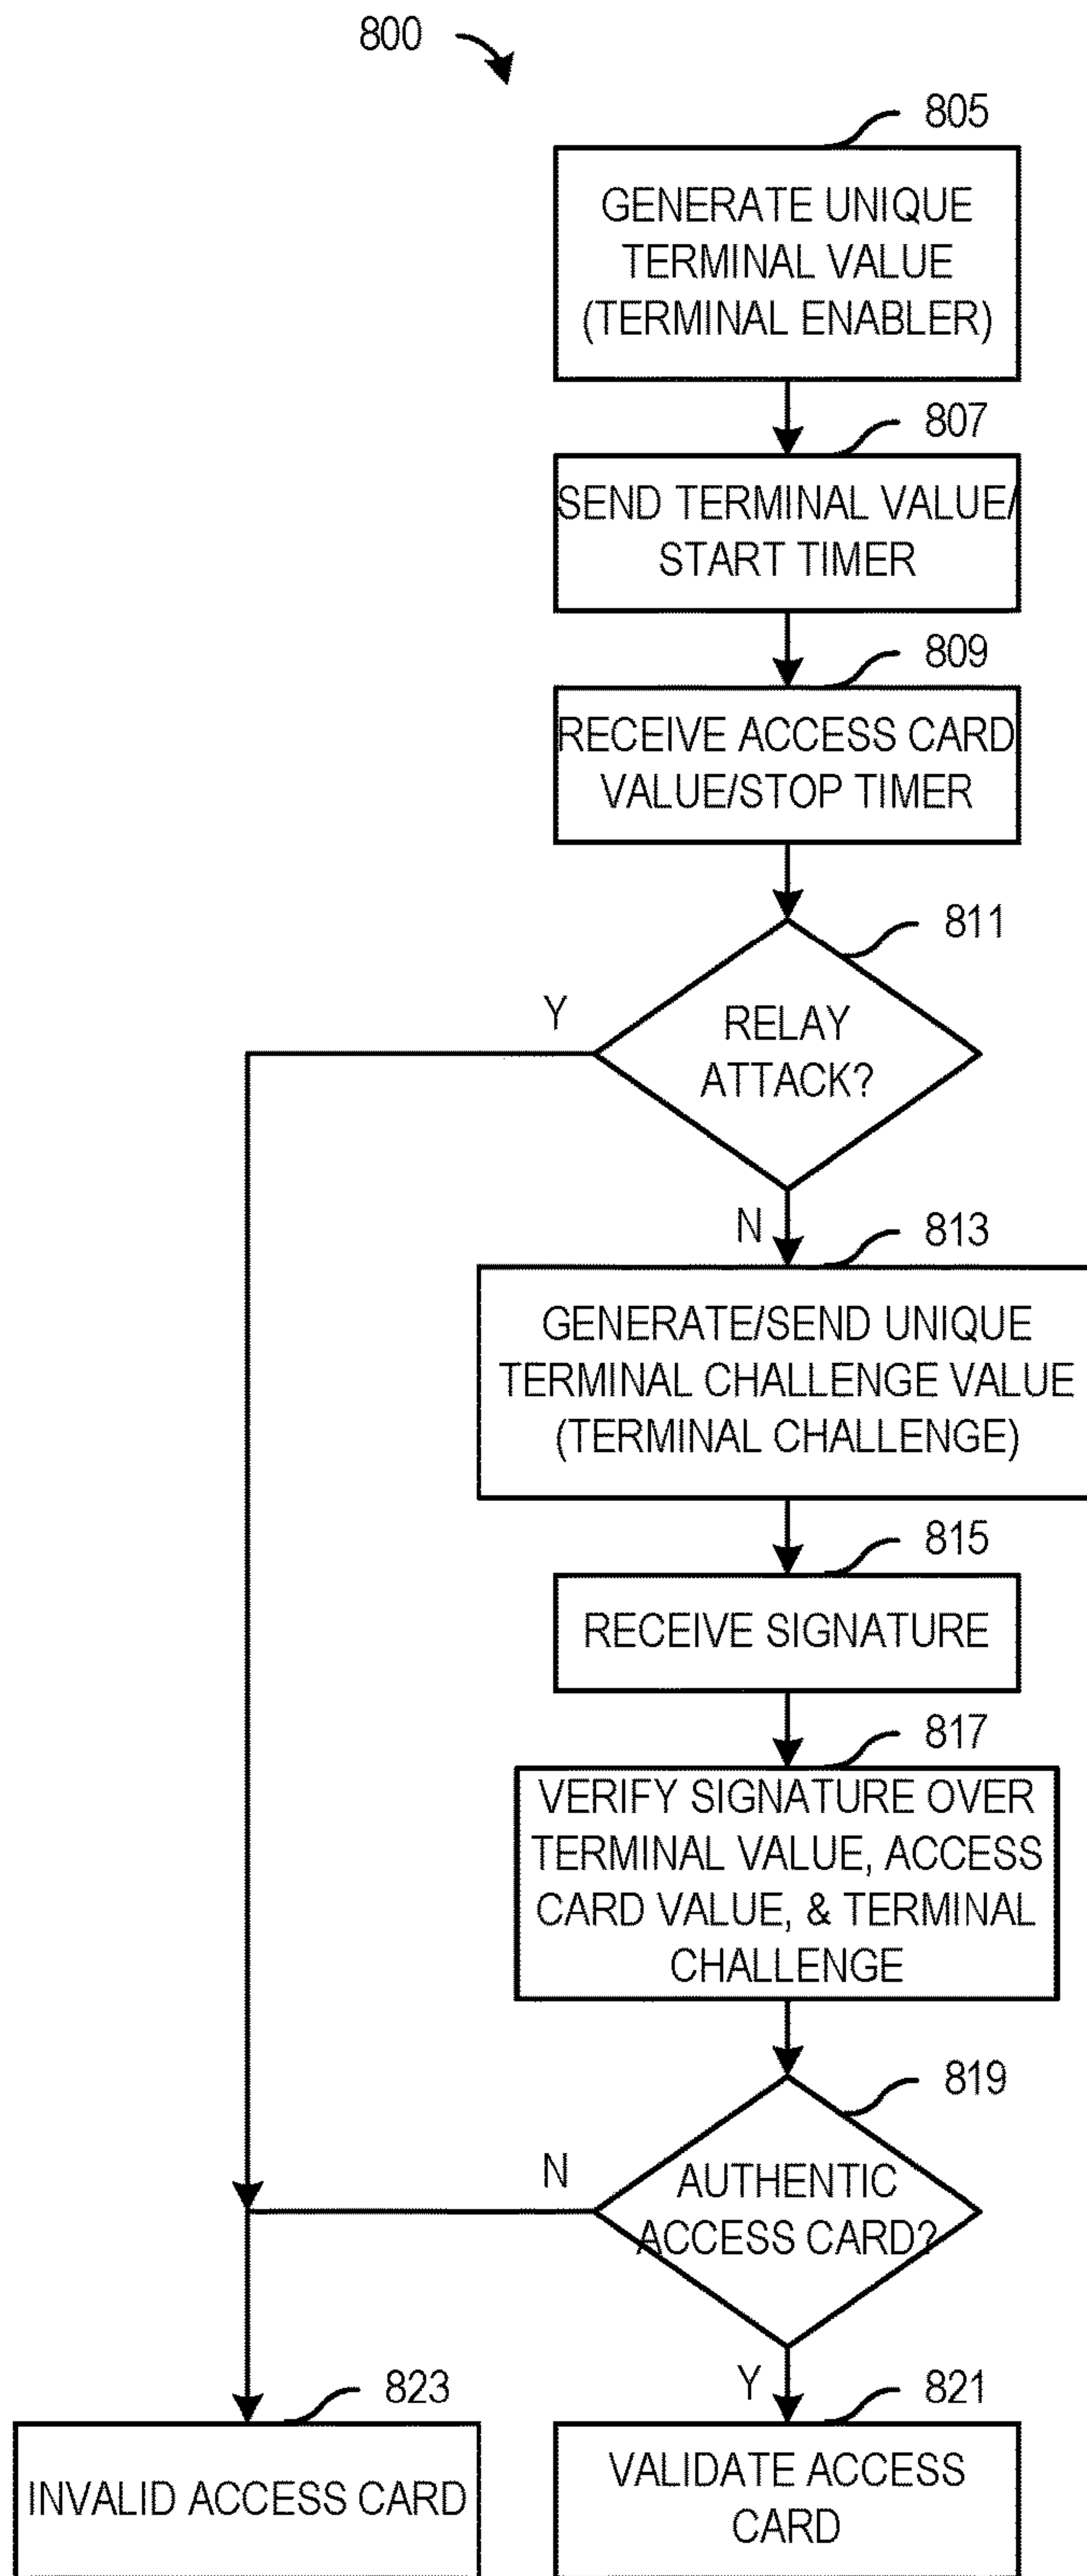 800
805
GENERATE UNIQUE
TERMINAL VALUE
(TERMINAL ENABLER)
807
SEND TERMINAL VALUE/
START TIMER
809
RECEIVE ACCESS CARD
VALUE/STOP TIMER
811
Y
RELAY
ATTACK?
N
813
GENERATE/SEND UNIQUE
TERMINAL CHALLENGE VALUE
(TERMINAL CHALLENGE)
815
RECEIVE SIGNATURE
817
VERIFY SIGNATURE OVER
TERMINAL VALUE, ACCESS
CARD VALUE, & TERMINAL
CHALLENGE
819
N
AUTHENTIC
ACCESS CARD?
Y
823
821
INVALID ACCESS CARD
VALIDATE ACCESS
CARD